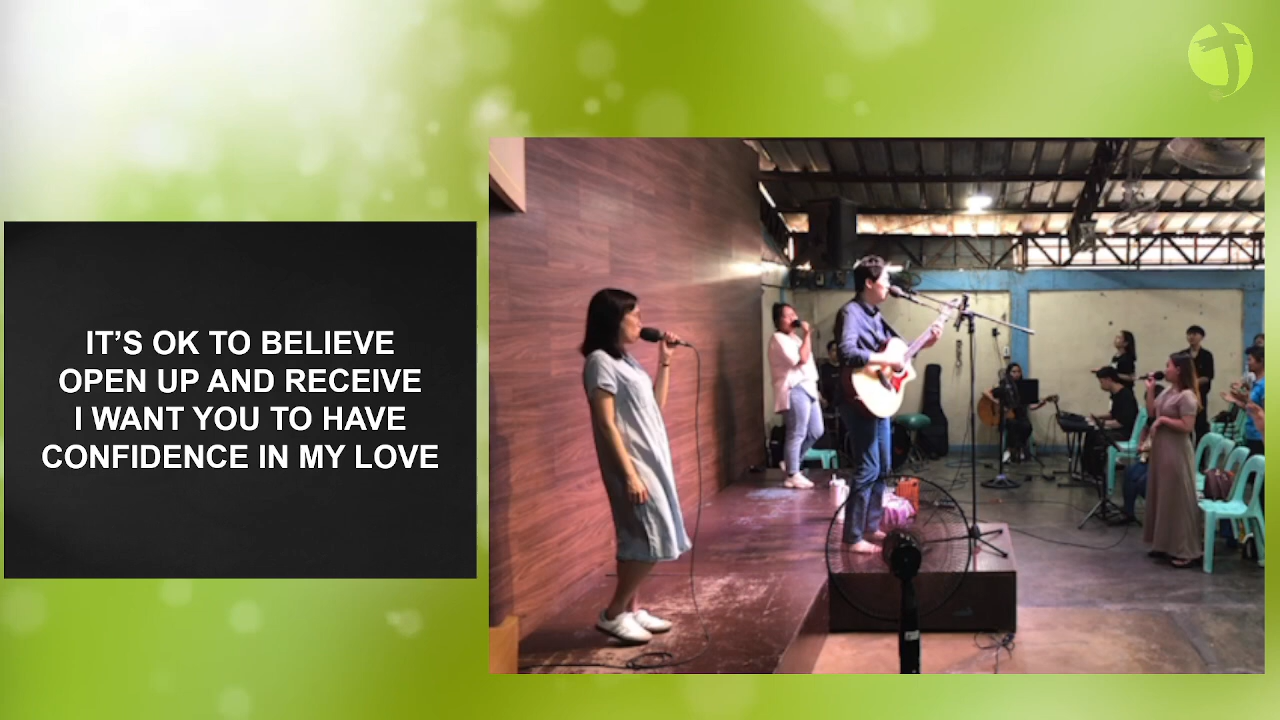 IT’S OK TO BELIEVE
OPEN UP AND RECEIVE
I WANT YOU TO HAVE
CONFIDENCE IN MY LOVE